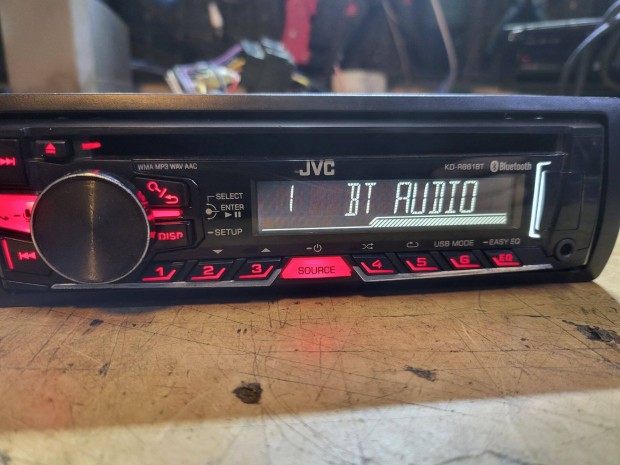 WMA MP3 WAV AAC
JVC
KD-R861BT Bluetooth
SELECT
ENTER
SETUP
1 BT AUDIO
DISP
USB MODE
EASY EQ
1 2 3 SOURCE 4 5 6 EQ